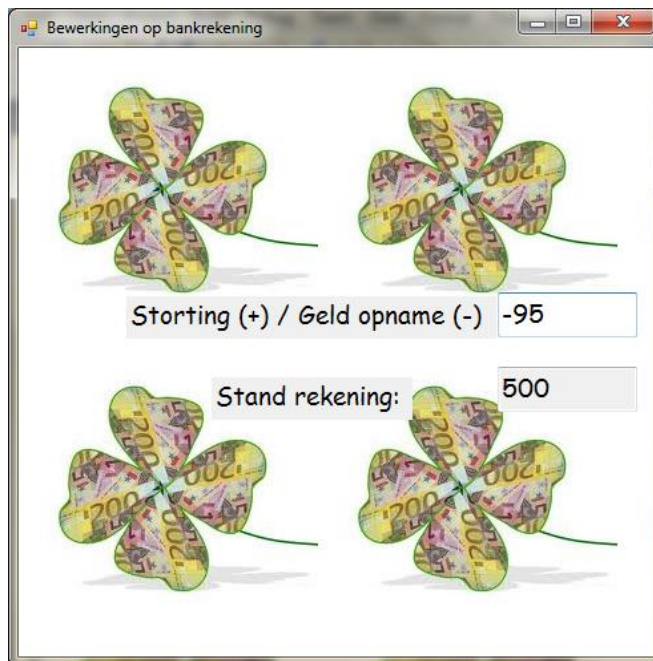 Bewerkingen op bankrekening
Storting (+) / Geld opname (-) -95
Stand rekening: 500